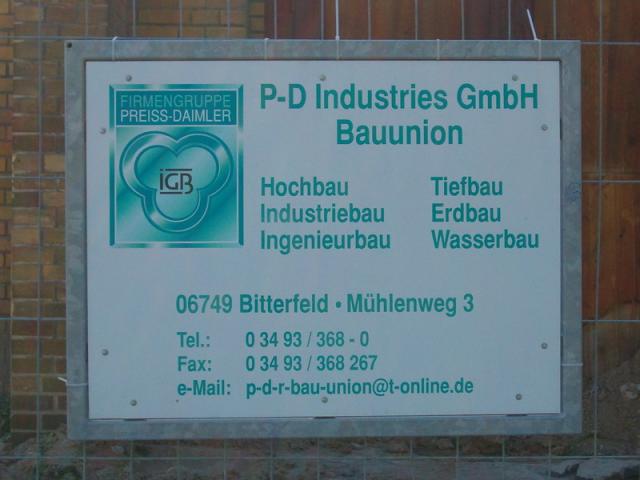 FIRMENGRUPPE
PREISS-DAIMLER
IGB
P-D Industries GmbH
Bauunion
Hochbau Tiefbau
Industriebau Erdbau
Ingenieurbau Wasserbau
06749 Bitterfeld • Mühlenweg 3
Tel.: 0 34 93 / 368 - 0
Fax: 0 34 93 / 368 267
e-Mail: p-d-r-bau-union@t-online.de